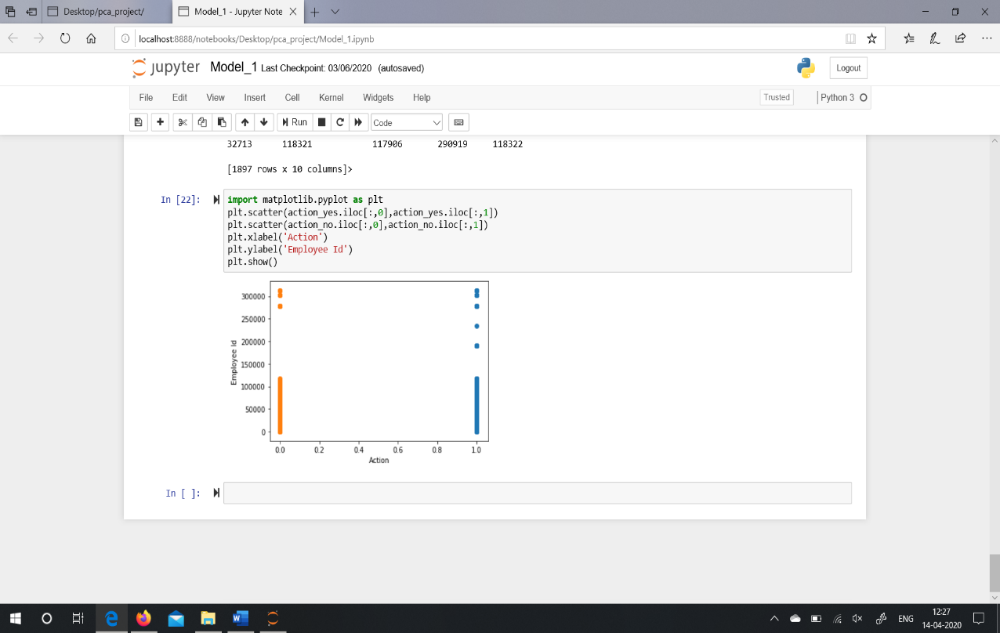 Desktop/pca_project/
Model_1 - Jupyter Note
localhost:8888/notebooks/Desktop/pca_project/Model_1.ipynb
jupyter Model_1 Last Checkpoint: 03/06/2020 (autosaved)
Logout
File Edit View Insert Cell Kernel Widgets Help
Trusted
Python 3
Run
Code
32713 118321 117906 290919 118322
[1897 rows x 10 columns]>
In [22]:
import matplotlib.pyplot as plt
plt.scatter(action_yes.iloc[:,0],action_yes.iloc[:,1])
plt.scatter(action_no.iloc[:,0],action_no.iloc[:,1])
plt.xlabel('Action')
plt.ylabel('Employee Id')
plt.show()
300000
250000
200000
150000
100000
50000
0
Employee Id
0.0 0.2 0.4 0.6 0.8 1.0
Action
In [ ]:
ENG
12:27
14-04-2020